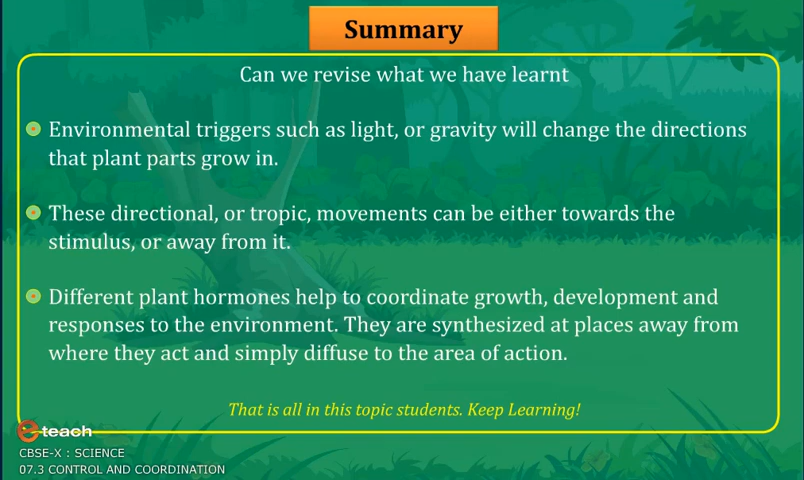 Summary
Can we revise what we have learnt
Environmental triggers such as light, or gravity will change the directions
that plant parts grow in.
These directional, or tropic, movements can be either towards the
stimulus, or away from it.
Different plant hormones help to coordinate growth, development and
responses to the environment. They are synthesized at places away from
where they act and simply diffuse to the area of action.
That is all in this topic students. Keep Learning!
e teach
CBSE-X : SCIENCE
07.3 CONTROL AND COORDINATION